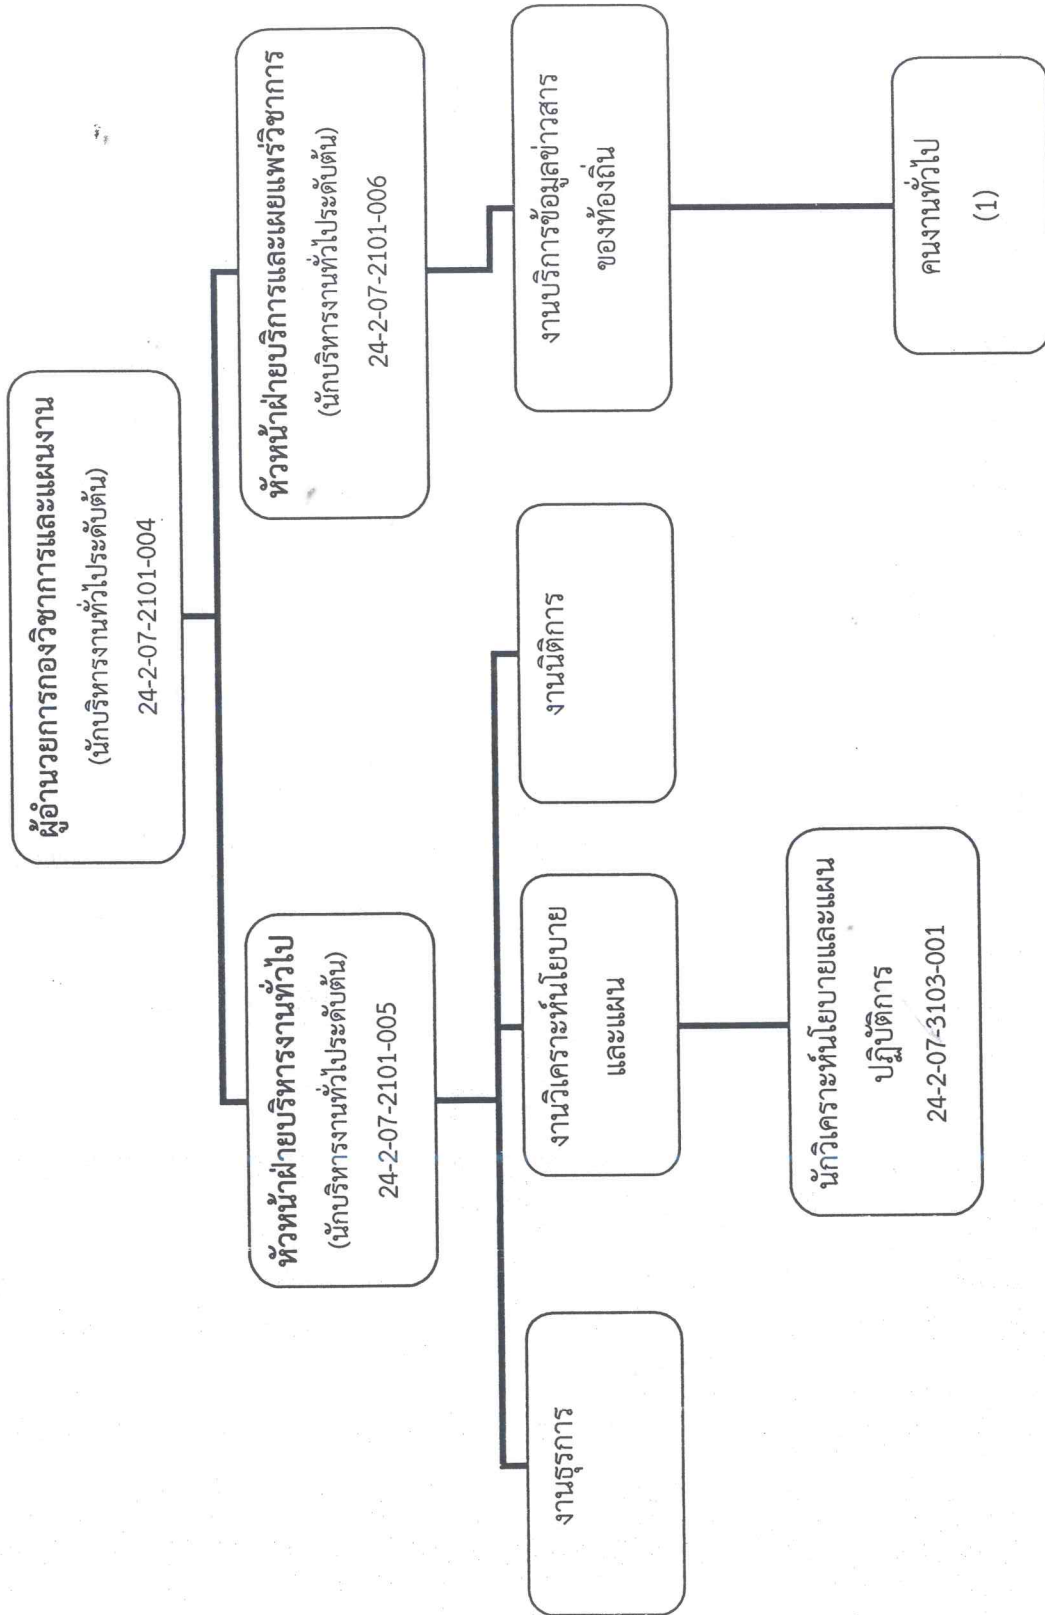 ผู้อำนวยการกองวิชาการและแผนงาน
(นักบริหารงานทั่วไประดับต้น)
24-2-07-2101-004
หัวหน้าฝ่ายบริหารงานทั่วไป
(นักบริหารงานทั่วไประดับต้น)
24-2-07-2101-005
หัวหน้าฝ่ายบริการและเผยแพร่วิชาการ
(นักบริหารงานทั่วไประดับต้น)
24-2-07-2101-006
งานธุรการ
งานวิเคราะห์นโยบาย
และแผน
งานนิติการ
งานบริการข้อมูลข่าวสาร
ของท้องถิ่น
นักวิเคราะห์นโยบายและแผน
ปฏิบัติการ
24-2-07-3103-001
คนงานทั่วไป
(1)